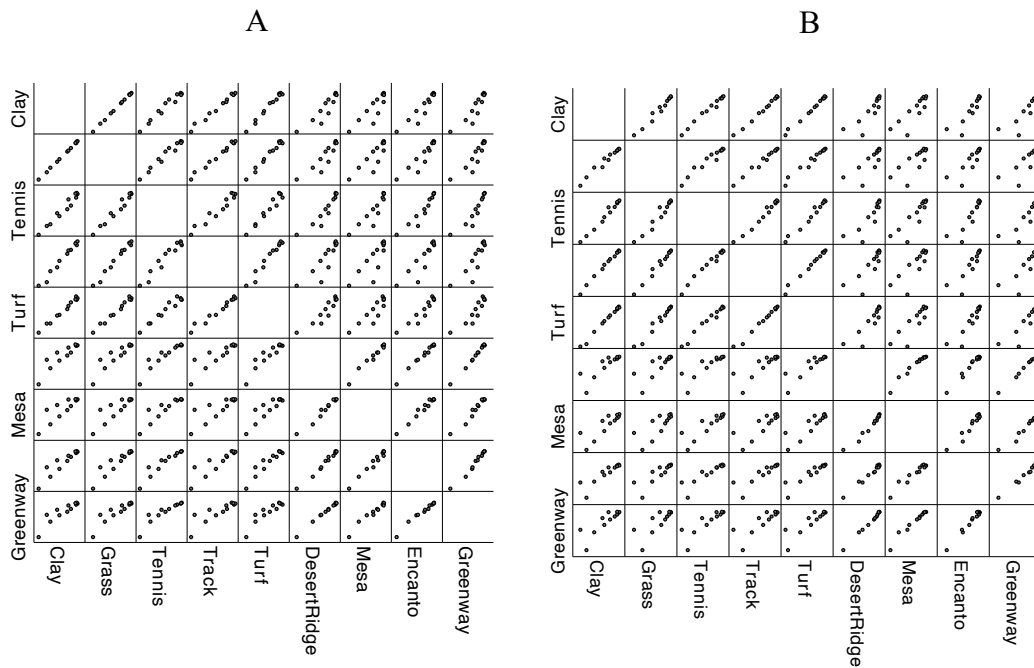 A
B
Clay
Tennis
Turf
Mesa
Greenway
Clay
Grass
Tennis
Track
Turf
DesertRidge
Mesa
Encanto
Greenway
Clay
Tennis
Turf
Mesa
Greenway
Clay
Grass
Tennis
Track
Turf
DesertRidge
Mesa
Encanto
Greenway